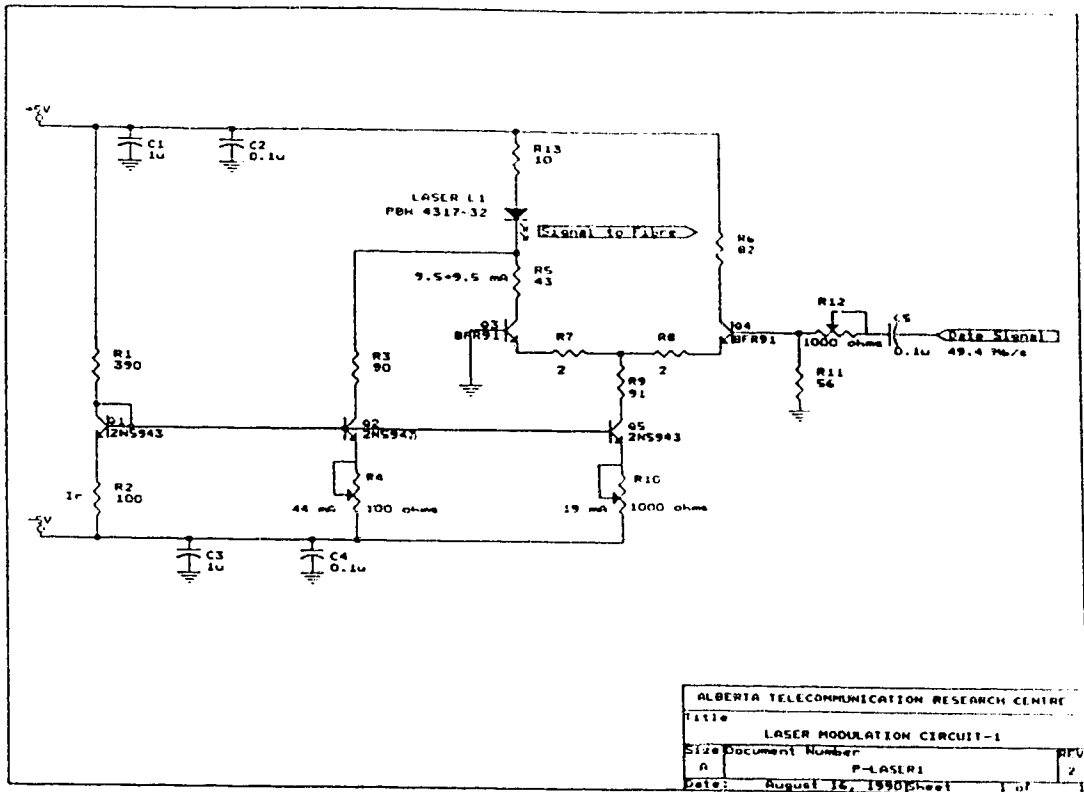 +5V
C1
1u
C2
0.1u
R13
10
LASER L1
PBH 4317-32
Signal to Fibre
R6
82
9.5+9.5 mA
R5
43
R12
C5
Q3
BFR91
R7
2
R8
2
Q4
BFR91
1000 ohms
0.1u
Data Signal
49.4 Mb/s
R1
390
R3
90
R9
91
R11
56
Q1
2N5943
Q2
2N5943
Q5
2N5943
Ir
R2
100
R4
44 mA
100 ohms
R10
19 mA
1000 ohms
-5V
C3
1u
C4
0.1u
ALBERTA TELECOMMUNICATION RESEARCH CENTRE
Title
LASER MODULATION CIRCUIT-1
Size Document Number REV
A P-LASER1 2
Date: August 16, 1990 Sheet 1 of